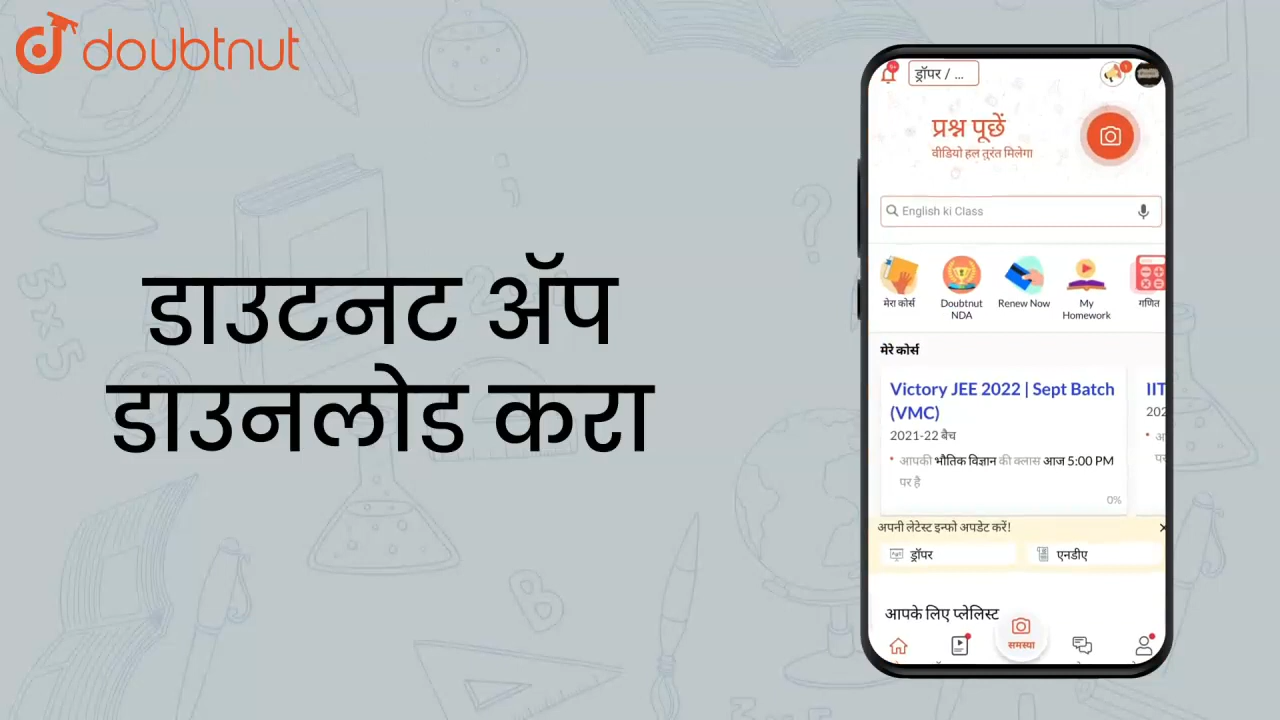 doubtnut
डाउटनट ॲप
डाउनलोड करा
ड्रॉपर / ...
प्रश्न पूछें
वीडियो हल तुरंत मिलेगा
English ki Class
मेरा कोर्स
Doubtnut
NDA
Renew Now
My
Homework
गणित
मेरे कोर्स
Victory JEE 2022 | Sept Batch
(VMC)
2021-22 बैच
आपकी भौतिक विज्ञान की क्लास आज 5:00 PM
पर है
0%
IIT
202
अपनी लेटेस्ट इन्फो अपडेट करें!
ड्रॉपर
एनडीए
आपके लिए प्लेलिस्ट
समस्या